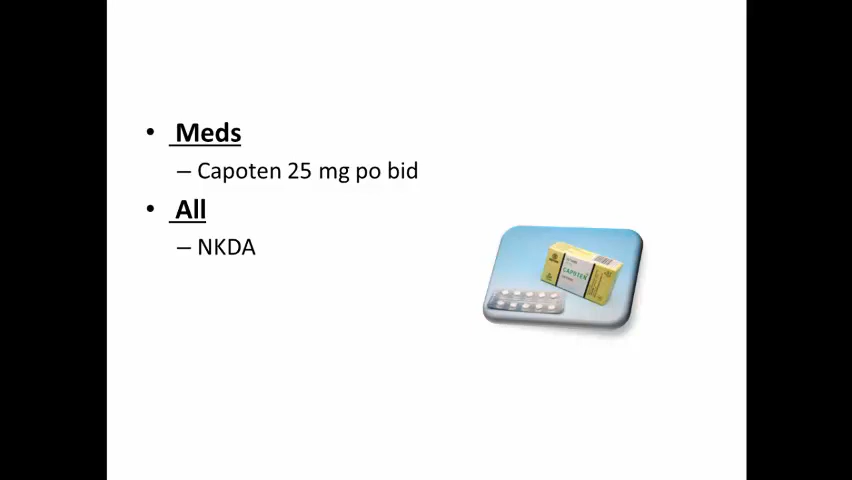 • Meds
– Capoten 25 mg po bid
• All
– NKDA
CAPOTEN